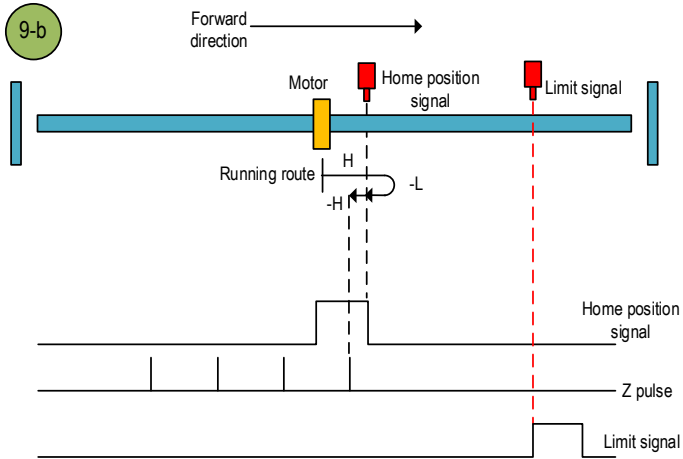 9-b
Forward
direction
Motor
Home position
signal
Limit signal
Running route
H
-L
-H
Home position
signal
Z pulse
Limit signal